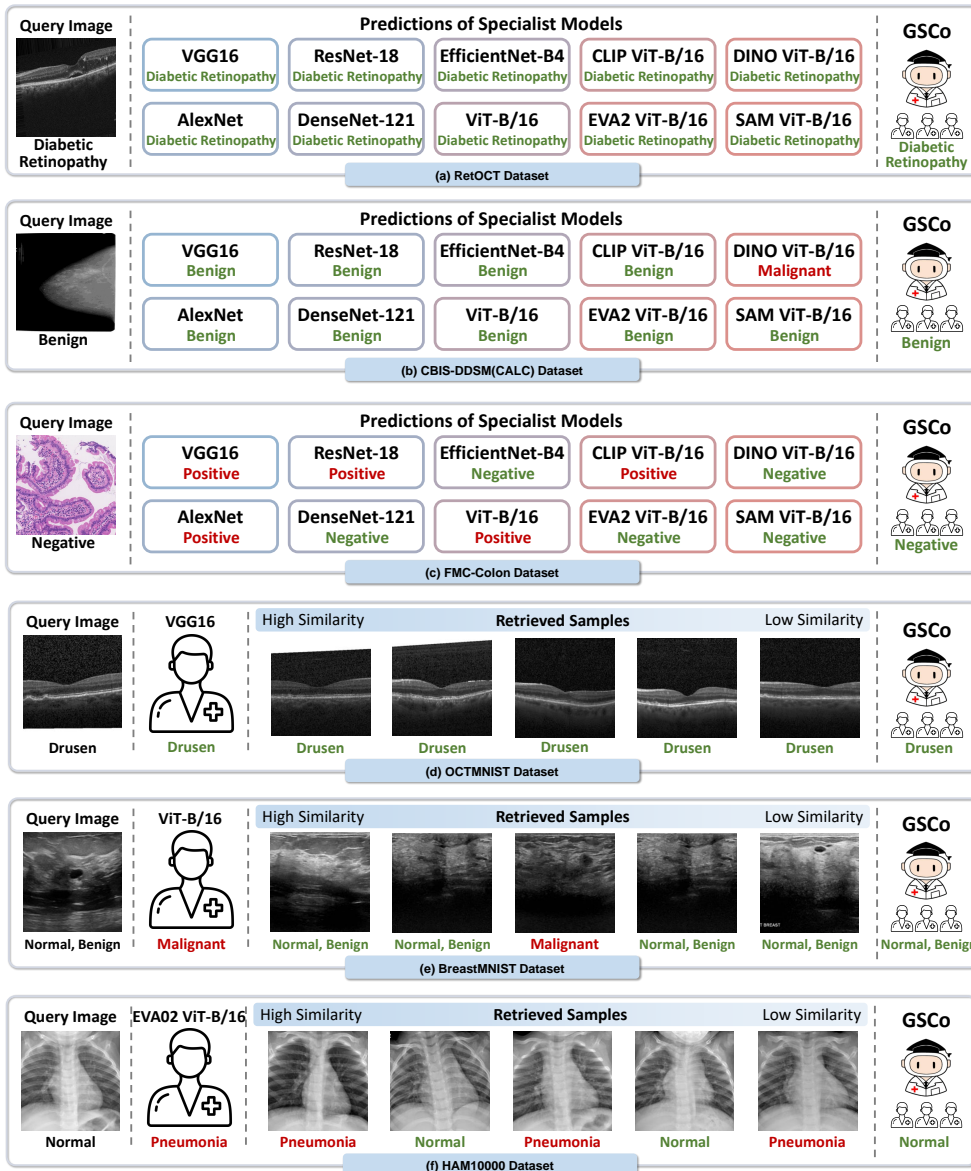 Query Image
Predictions of Specialist Models
GSCo
VGG16
Diabetic Retinopathy
ResNet-18
Diabetic Retinopathy
EfficientNet-B4
Diabetic Retinopathy
CLIP ViT-B/16
Diabetic Retinopathy
DINO ViT-B/16
Diabetic Retinopathy
AlexNet
Diabetic Retinopathy
DenseNet-121
Diabetic Retinopathy
ViT-B/16
Diabetic Retinopathy
EVA2 ViT-B/16
Diabetic Retinopathy
SAM ViT-B/16
Diabetic Retinopathy
Diabetic
Retinopathy
Diabetic
Retinopathy
(a) RetOCT Dataset
Query Image
Predictions of Specialist Models
GSCo
VGG16
Benign
ResNet-18
Benign
EfficientNet-B4
Benign
CLIP ViT-B/16
Benign
DINO ViT-B/16
Malignant
AlexNet
Benign
DenseNet-121
Benign
ViT-B/16
Benign
EVA2 ViT-B/16
Benign
SAM ViT-B/16
Benign
Benign
Benign
(b) CBIS-DDSM(CALC) Dataset
Query Image
Predictions of Specialist Models
GSCo
VGG16
Positive
ResNet-18
Positive
EfficientNet-B4
Negative
CLIP ViT-B/16
Positive
DINO ViT-B/16
Negative
AlexNet
Positive
DenseNet-121
Negative
ViT-B/16
Positive
EVA2 ViT-B/16
Negative
SAM ViT-B/16
Negative
Negative
Negative
(c) FMC-Colon Dataset
Query Image
VGG16
High Similarity
Retrieved Samples
Low Similarity
GSCo
Drusen
Drusen
Drusen
Drusen
Drusen
Drusen
Drusen
Drusen
(d) OCTMNIST Dataset
Query Image
ViT-B/16
High Similarity
Retrieved Samples
Low Similarity
GSCo
BREAST
Normal, Benign
Malignant
Normal, Benign
Normal, Benign
Malignant
Normal, Benign
Normal, Benign
Normal, Benign
(e) BreastMNIST Dataset
Query Image
EVA02 ViT-B/16
High Similarity
Retrieved Samples
Low Similarity
GSCo
Normal
Pneumonia
Pneumonia
Normal
Pneumonia
Normal
Pneumonia
Normal
(f) HAM10000 Dataset